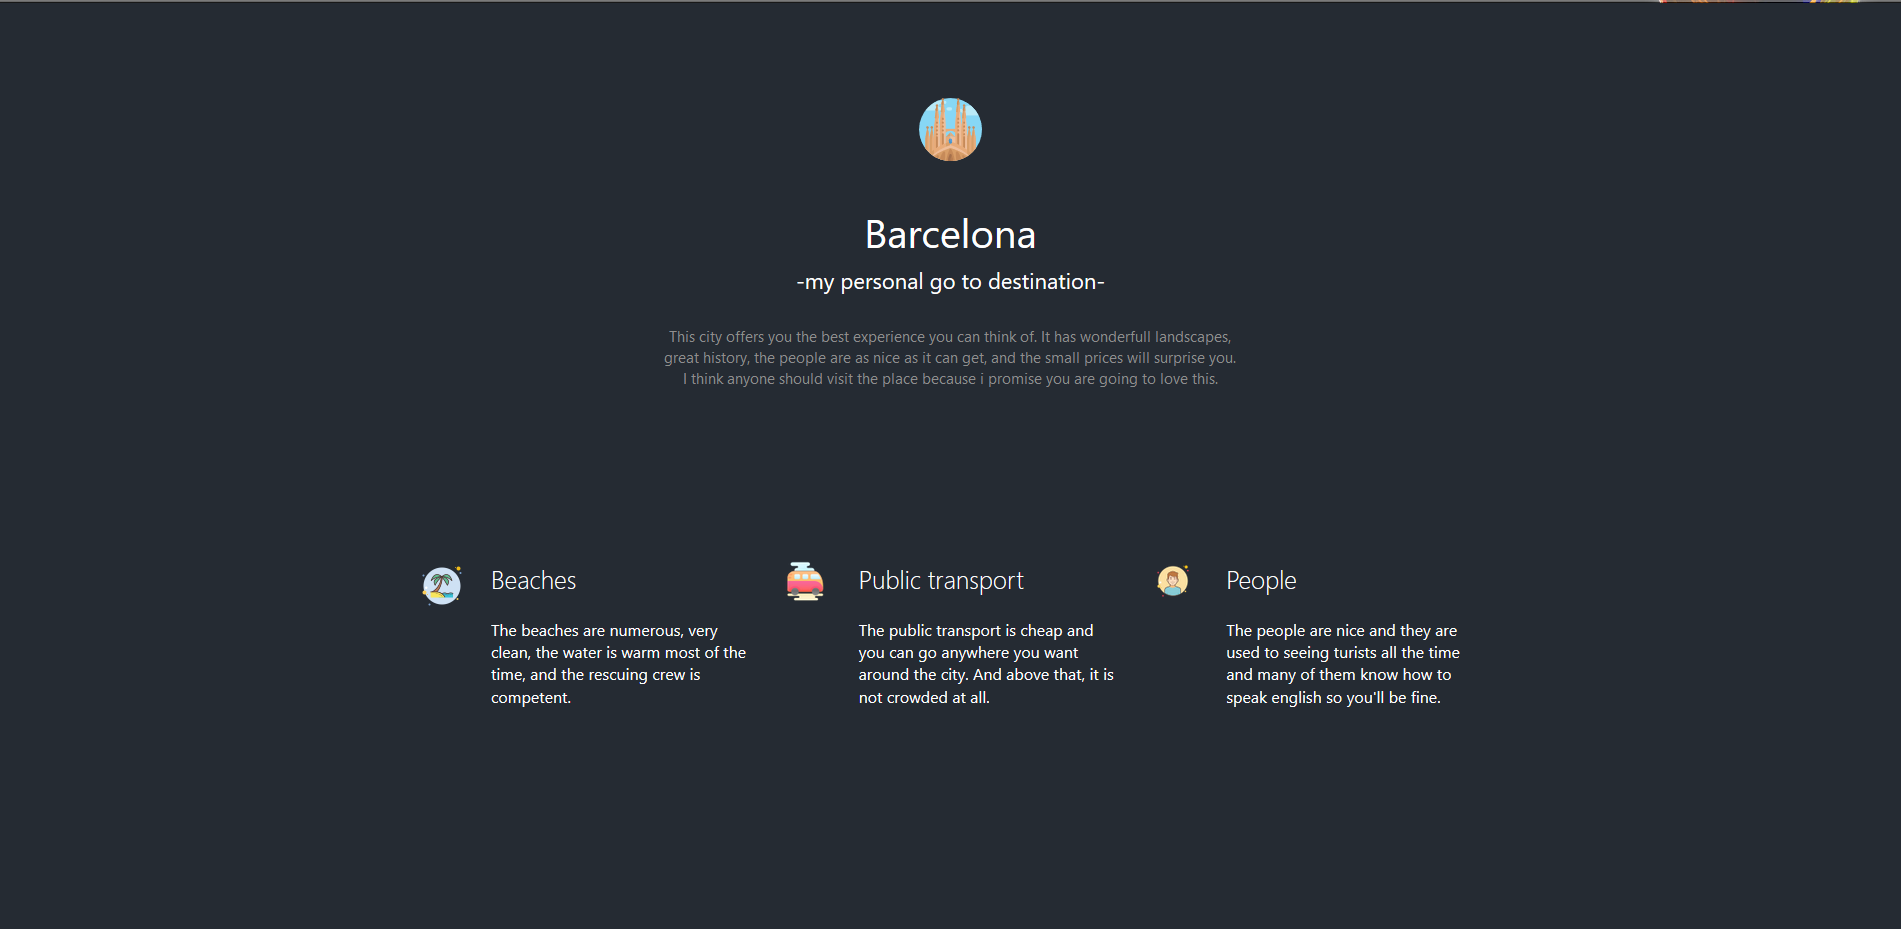 Barcelona
-my personal go to destination-
This city offers you the best experience you can think of. It has wonderfull landscapes,
great history, the people are as nice as it can get, and the small prices will surprise you.
I think anyone should visit the place because i promise you are going to love this.
Beaches
The beaches are numerous, very
clean, the water is warm most of the
time, and the rescuing crew is
competent.
Public transport
The public transport is cheap and
you can go anywhere you want
around the city. And above that, it is
not crowded at all.
People
The people are nice and they are
used to seeing turists all the time
and many of them know how to
speak english so you'll be fine.